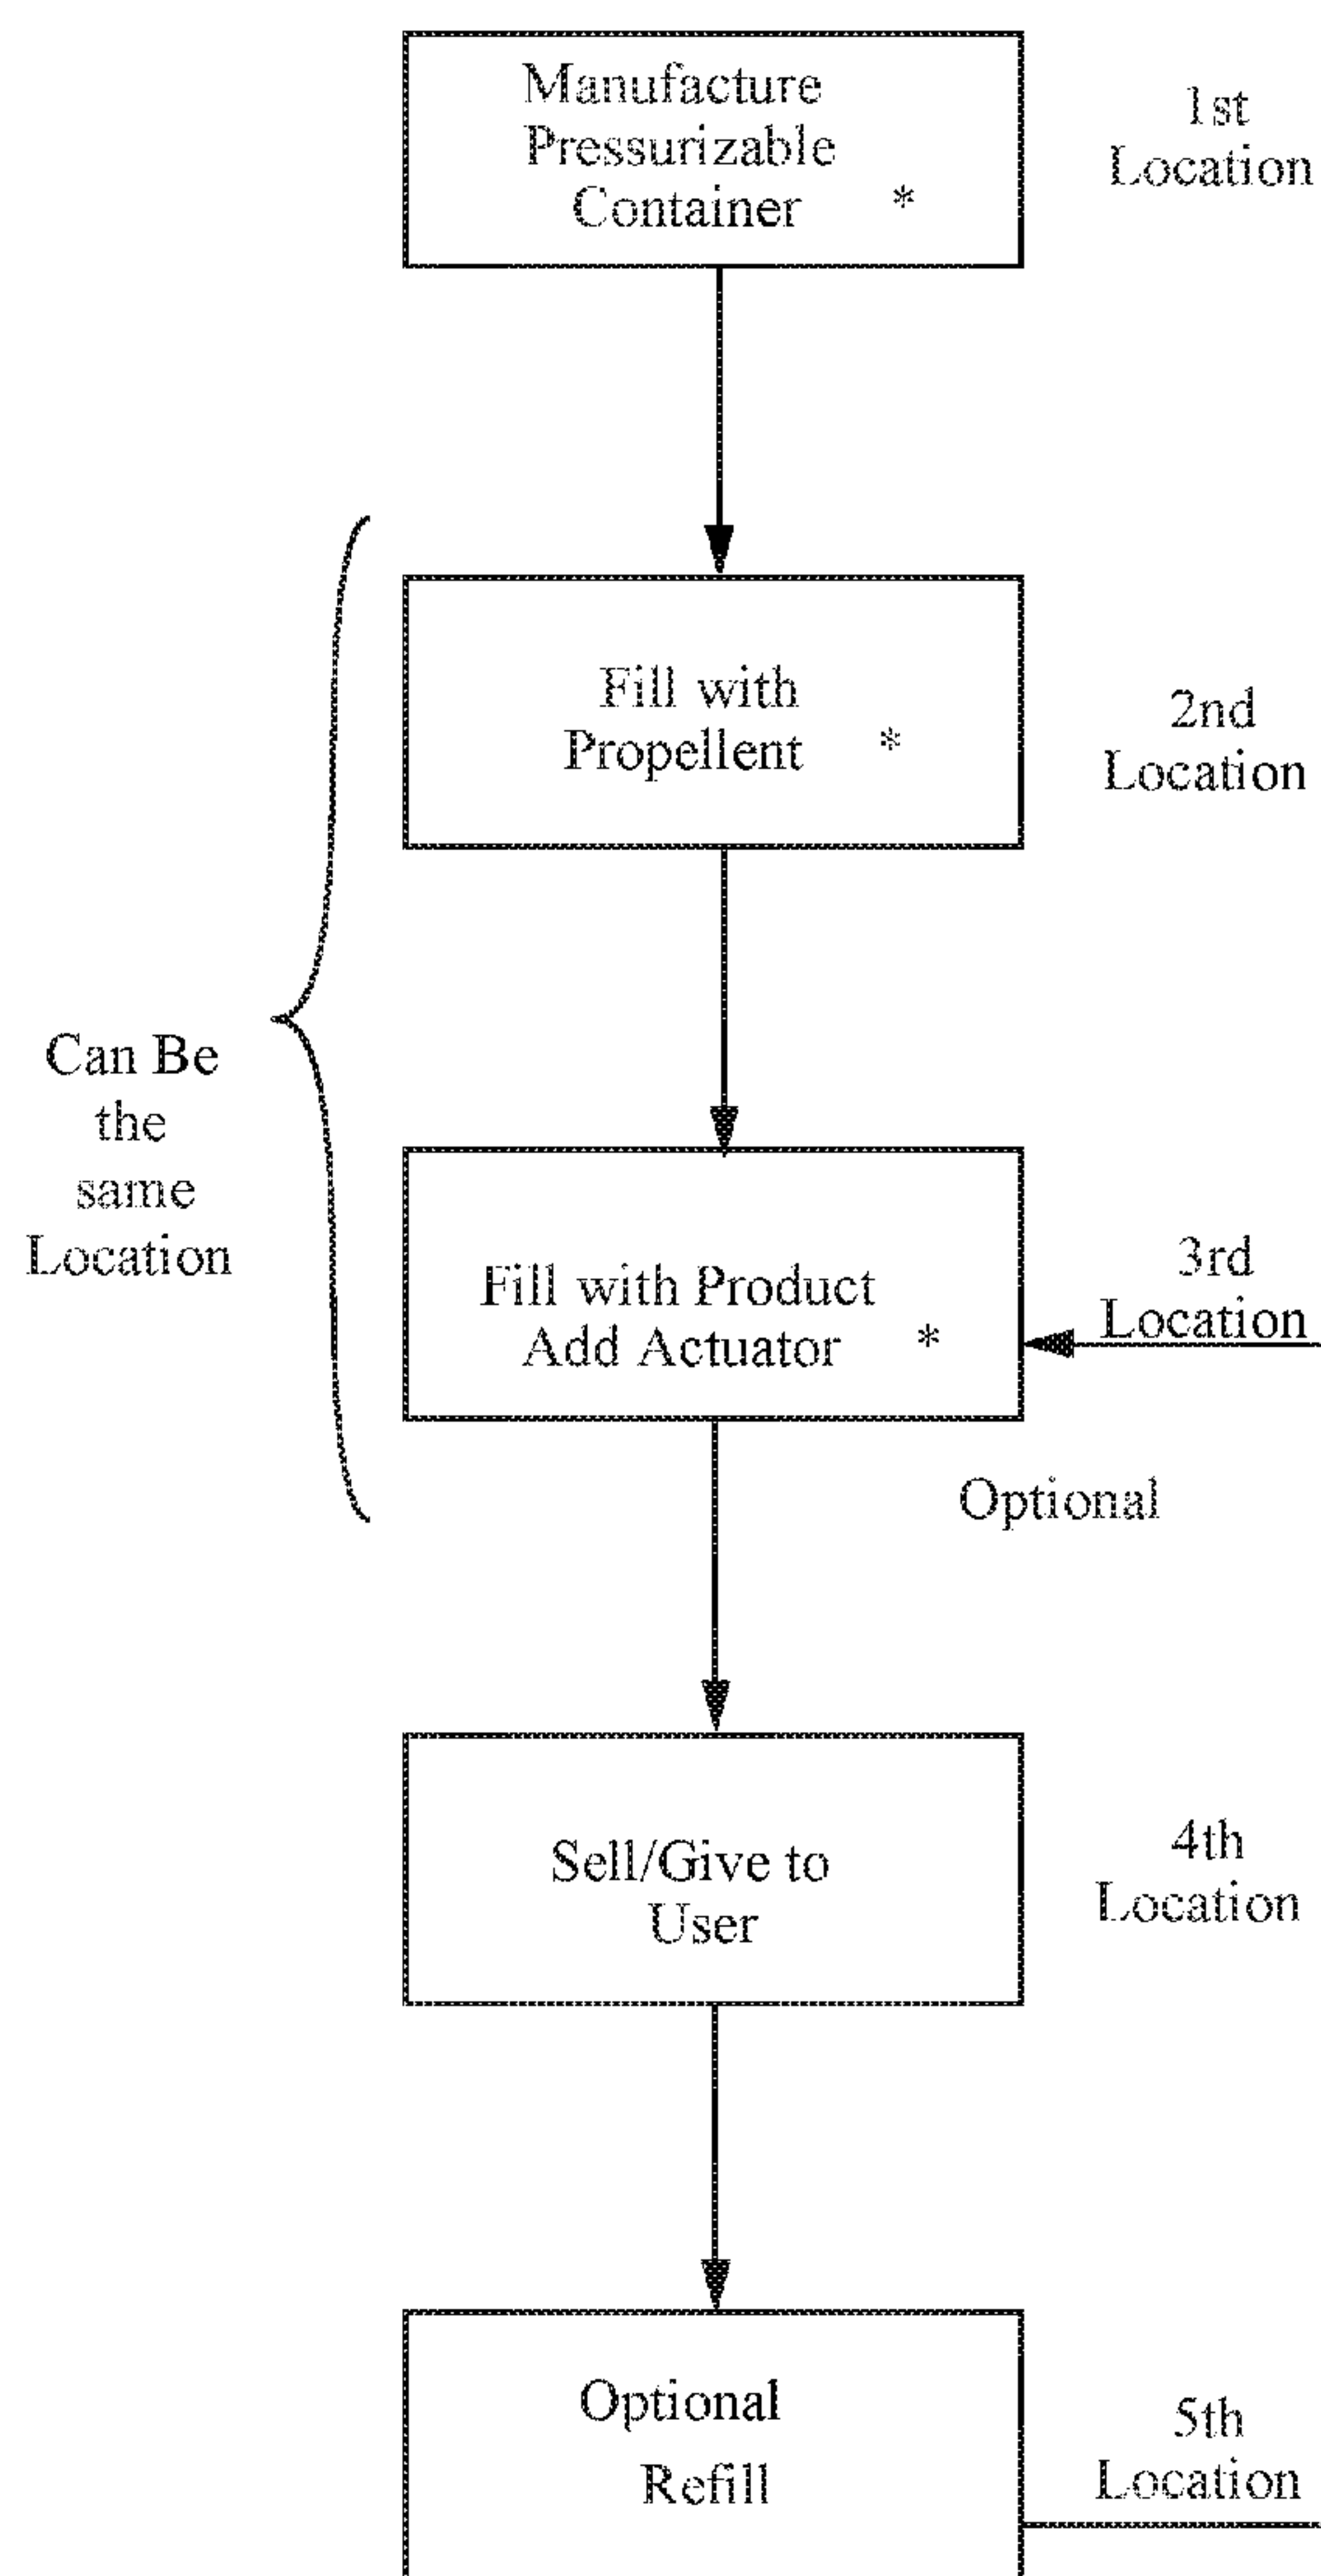 Manufacture
Pressurizable
Container *
1st
Location
Fill with
Propellent *
2nd
Location
Can Be
the
same
Location
Fill with Product
Add Actuator *
3rd
Location
Optional
Sell/Give to
User
4th
Location
Optional
Refill
5th
Location